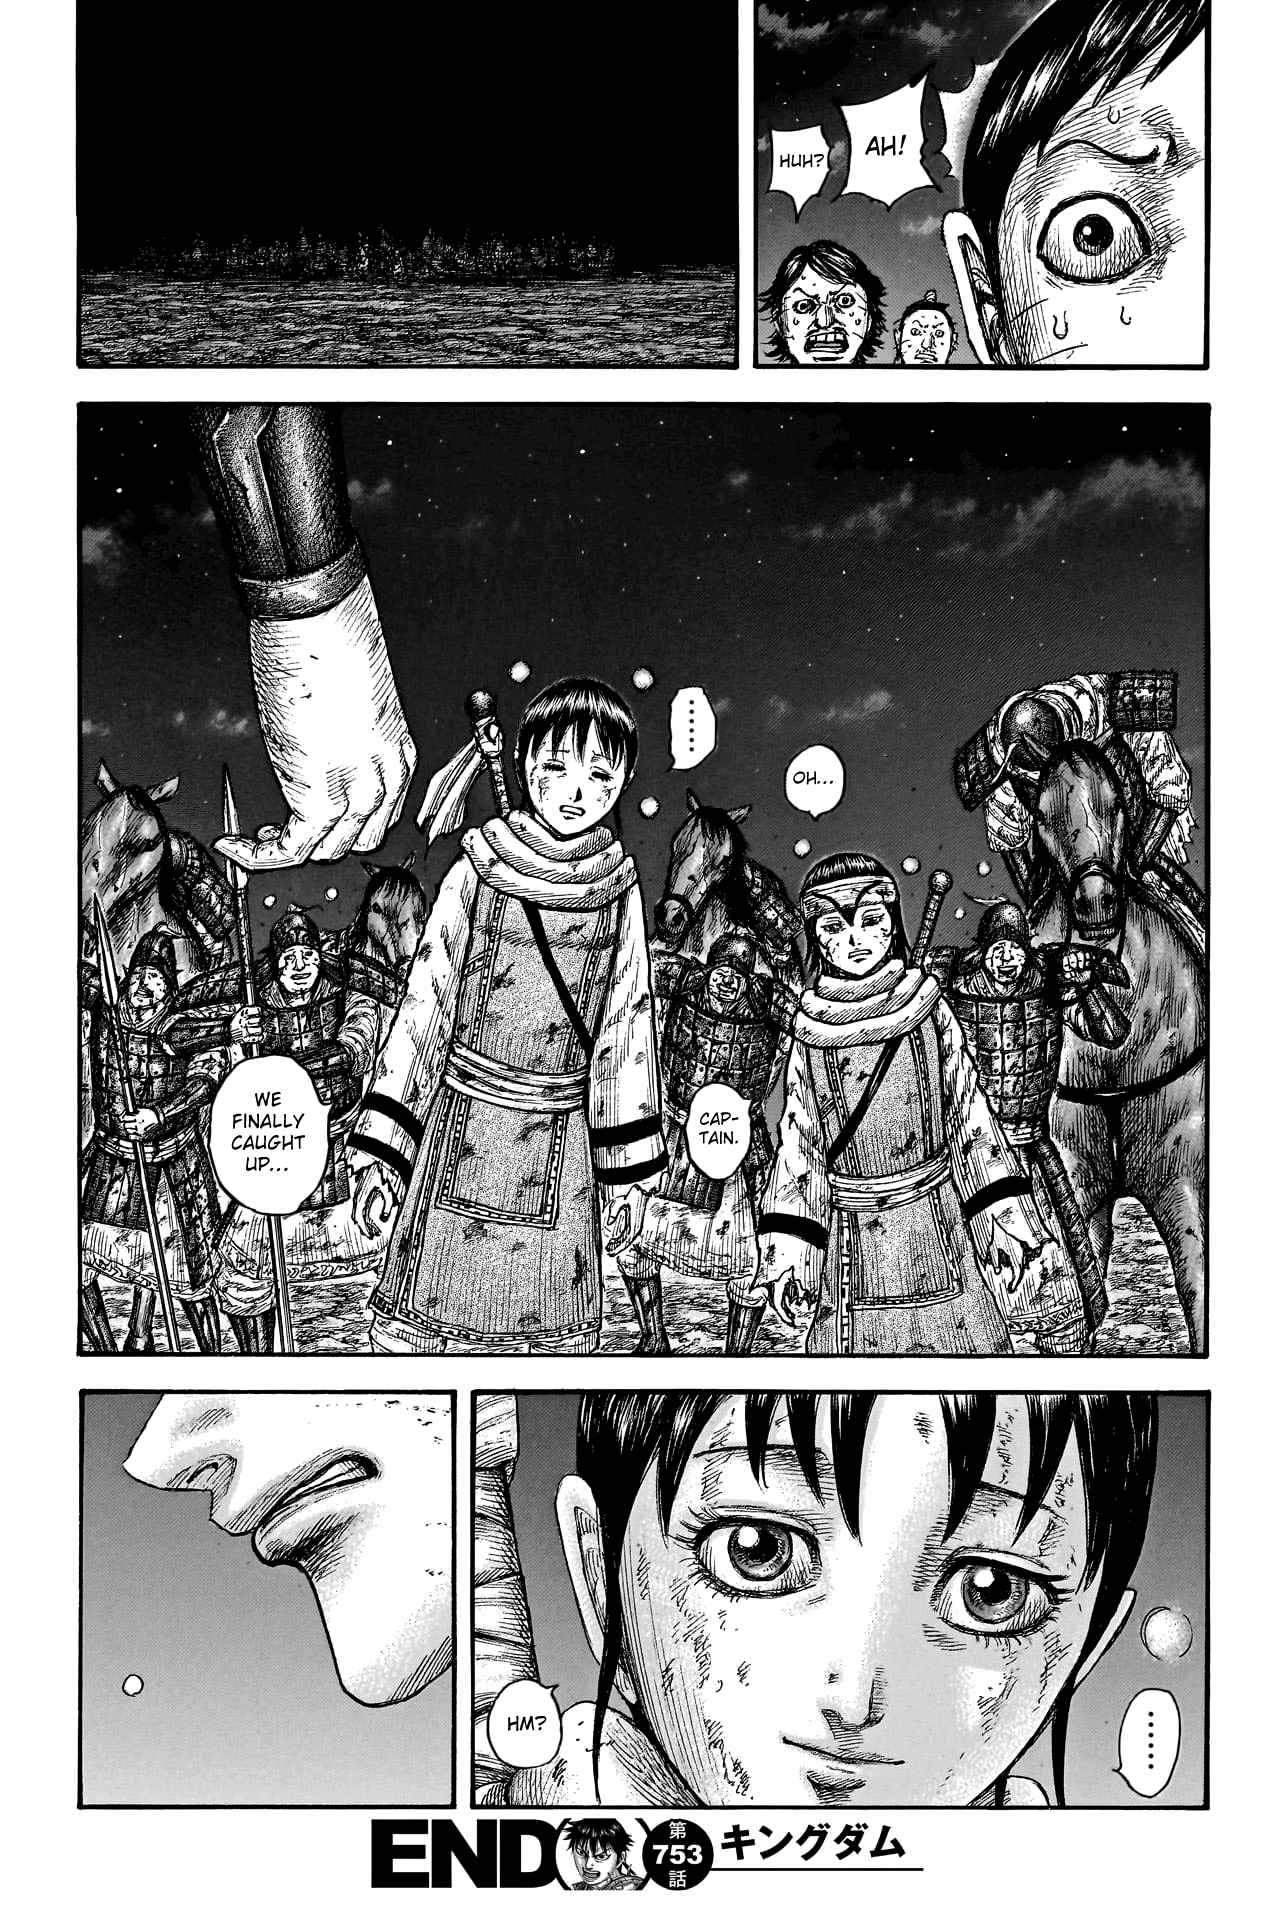 AH!
HUH?
......
OH...
WE
FINALLY
CAUGHT
UP...
CAP-
TAIN.
......
HM?
END
第
753
話
キングダム